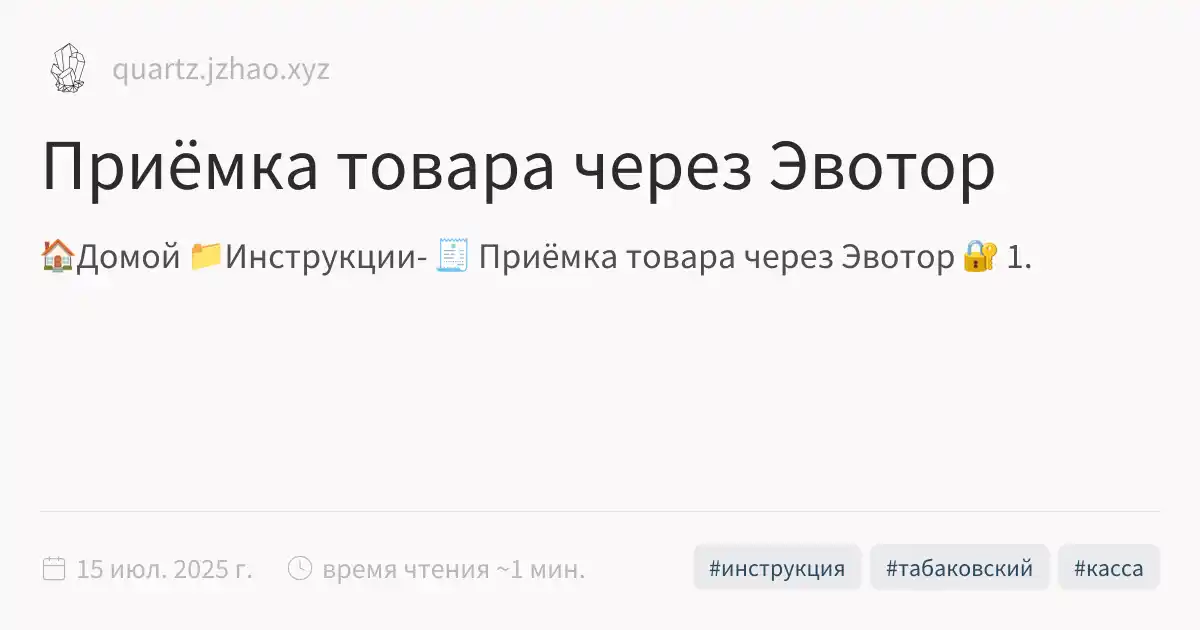 quartz.jzhao.xyz
Приёмка товара через Эвотор
🏠Домой 📁Инструкции- 🧾 Приёмка товара через Эвотор 🔐 1.
15 июл. 2025 г. время чтения ~1 мин. #инструкция #табаковский #касса